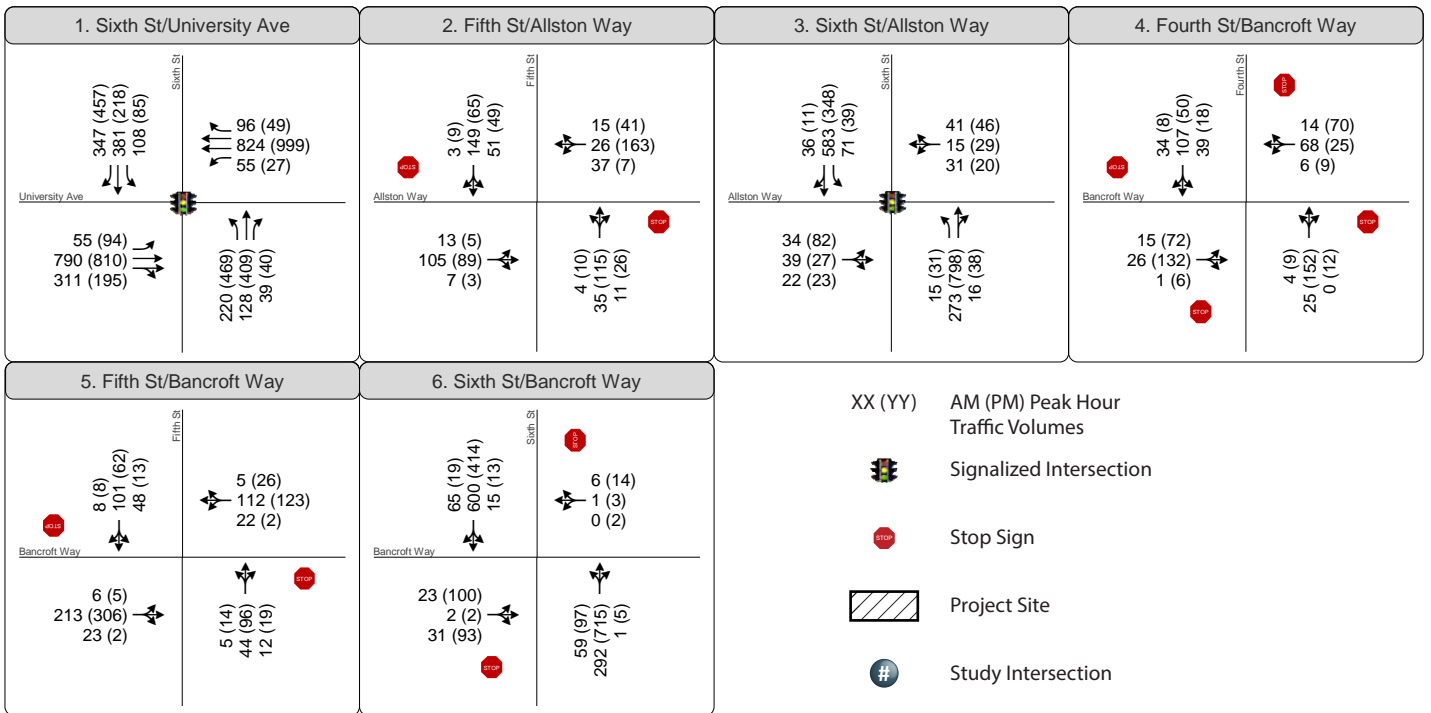 1. Sixth St/University Ave
Sixth St
347 (457)
381 (218)
108 (85)
96 (49)
824 (999)
55 (27)
University Ave
55 (94)
790 (810)
311 (195)
220 (469)
128 (409)
39 (40)
2. Fifth St/Allston Way
Fifth St
3 (9)
149 (65)
51 (49)
15 (41)
26 (163)
37 (7)
STOP
Allston Way
STOP
13 (5)
105 (89)
7 (3)
4 (10)
35 (115)
11 (26)
3. Sixth St/Allston Way
Sixth St
36 (11)
583 (348)
71 (39)
41 (46)
15 (29)
31 (20)
Allston Way
34 (82)
39 (27)
22 (23)
15 (31)
273 (798)
16 (38)
4. Fourth St/Bancroft Way
Fourth St
STOP
34 (8)
107 (50)
39 (18)
14 (70)
68 (25)
6 (9)
STOP
Bancroft Way
STOP
15 (72)
26 (132)
1 (6)
4 (9)
25 (152)
0 (12)
STOP
5. Fifth St/Bancroft Way
Fifth St
8 (8)
101 (62)
48 (13)
5 (26)
112 (123)
22 (2)
STOP
Bancroft Way
STOP
6 (5)
213 (306)
23 (2)
5 (14)
44 (96)
12 (19)
6. Sixth St/Bancroft Way
Sixth St
STOP
65 (19)
600 (414)
15 (13)
6 (14)
1 (3)
0 (2)
Bancroft Way
23 (100)
2 (2)
31 (93)
59 (97)
292 (715)
1 (5)
STOP
XX (YY) AM (PM) Peak Hour
Traffic Volumes
Signalized Intersection
STOP Stop Sign
Project Site
# Study Intersection